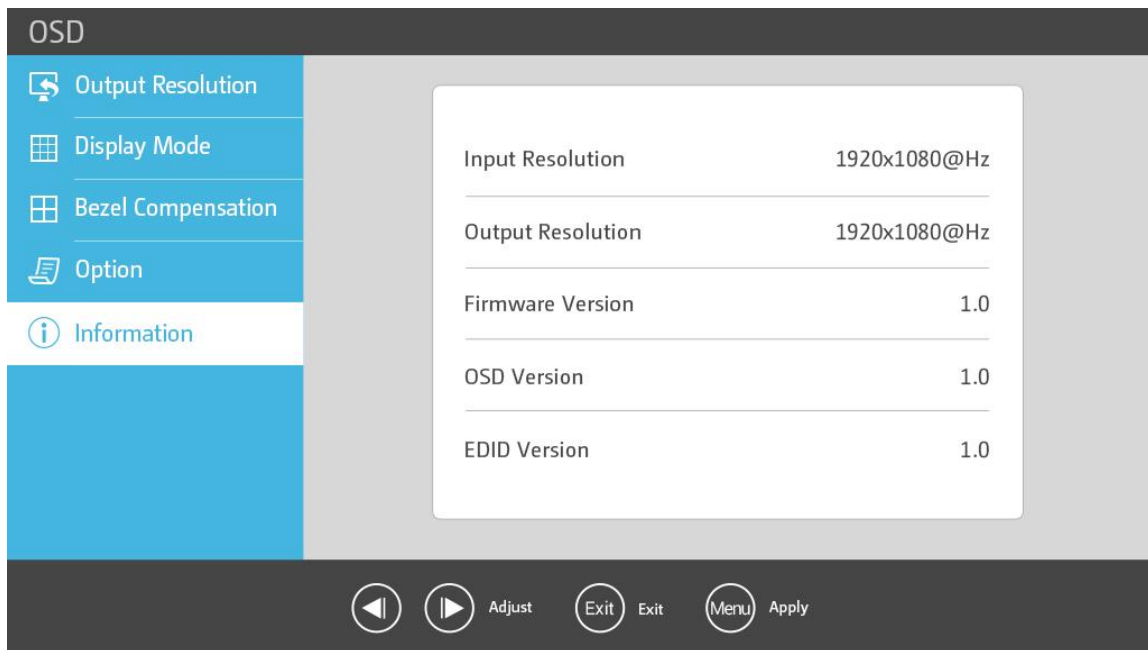 OSD
Output Resolution
Display Mode
Bezel Compensation
Option
Information
Input Resolution 1920x1080@Hz
Output Resolution 1920x1080@Hz
Firmware Version 1.0
OSD Version 1.0
EDID Version 1.0
Adjust Exit Exit Menu Apply